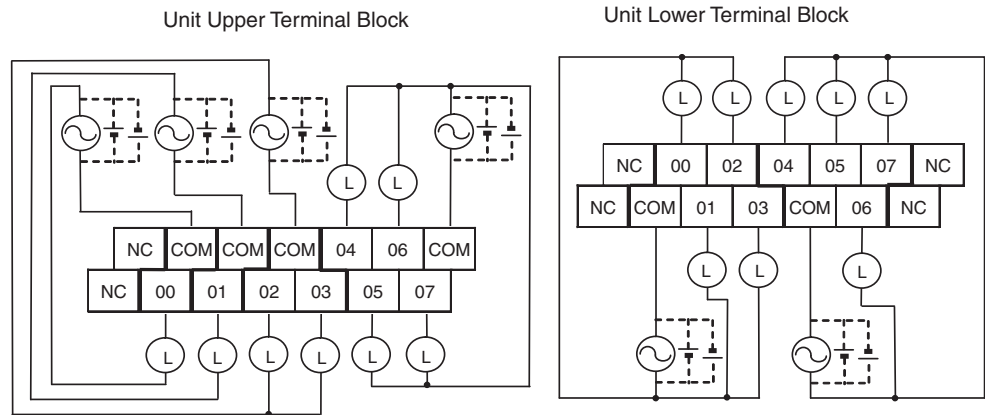 Unit Upper Terminal Block
L L
NC COM COM COM 04 06 COM
NC 00 01 02 03 05 07
L L L L L L
Unit Lower Terminal Block
L L L L L
NC 00 02 04 05 07 NC
NC COM 01 03 COM 06 NC
L L L